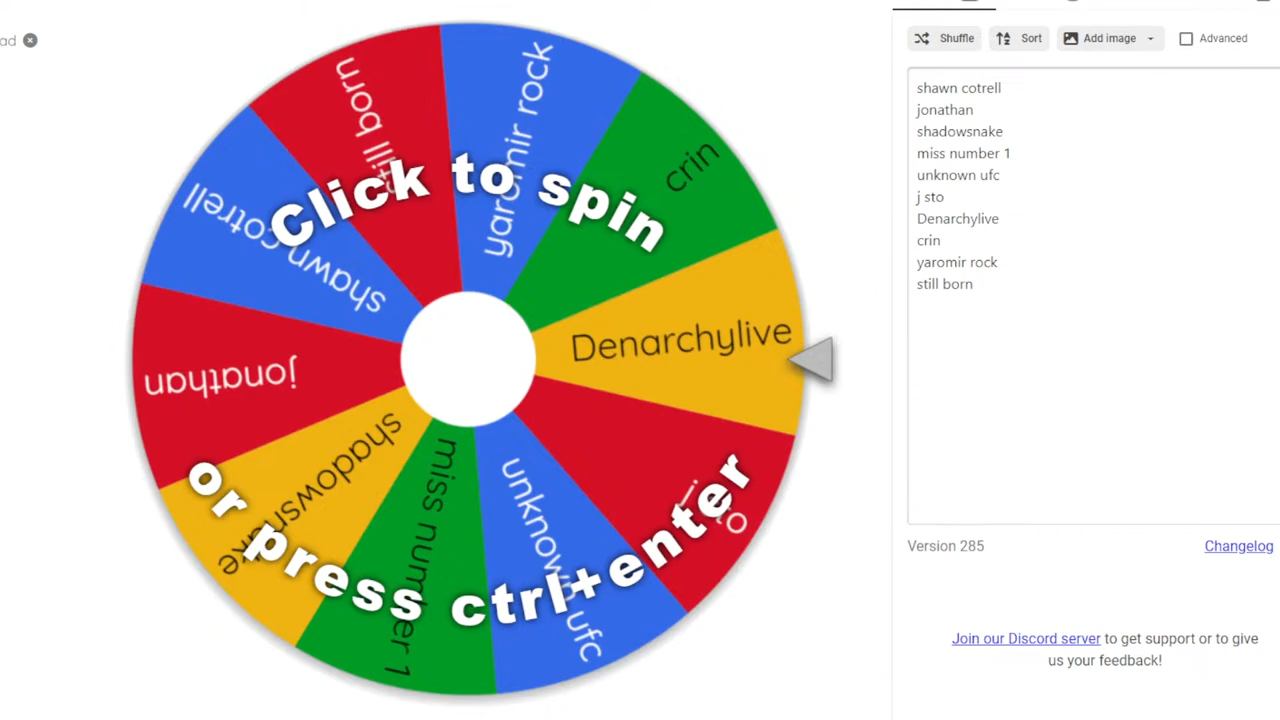 ad
Shuffle
Sort
Add image
Advanced
still born
yaromir rock
crin
shawn cotrell
Click to spin
Denarchylive
jonathan
shadowsnake
miss number 1
unknown ufc
j sto
or press ctrl+enter
shawn cotrell
jonathan
shadowsnake
miss number 1
unknown ufc
j sto
Denarchylive
crin
yaromir rock
still born
Version 285
Changelog
Join our Discord server to get support or to give
us your feedback!